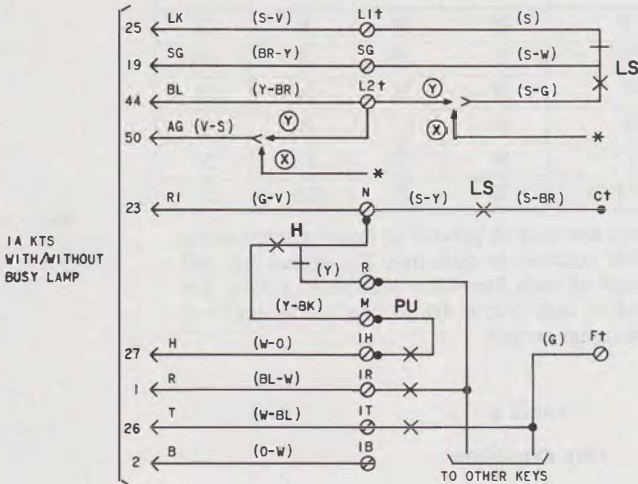 25 LK (S-V) L1† (S)
19 SG (BR-Y) SG (S-W) LS
44 BL (Y-BR) L2† Y (S-G)
50 AG (V-S) Y X *
X *
23 RI (G-V) N (S-Y) LS (S-BR) C†
1A KTS
WITH/WITHOUT
BUSY LAMP
H
(Y) R
(Y-BK) M PU
27 H (W-O) 1H (G) F†
1 R (BL-W) 1R
26 T (W-BL) 1T
2 B (O-W) 1B
TO OTHER KEYS